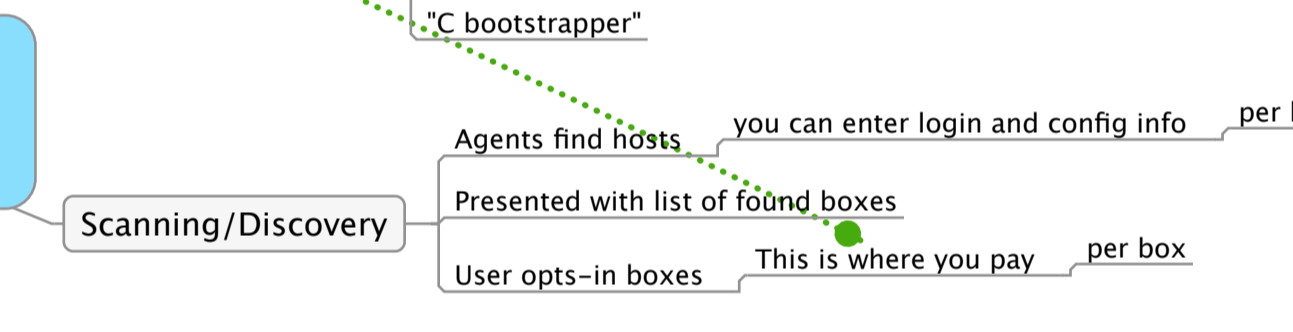 "C bootstrapper"
Agents find hosts
you can enter login and config info
per
Presented with list of found boxes
Scanning/Discovery
User opts-in boxes
This is where you pay
per box